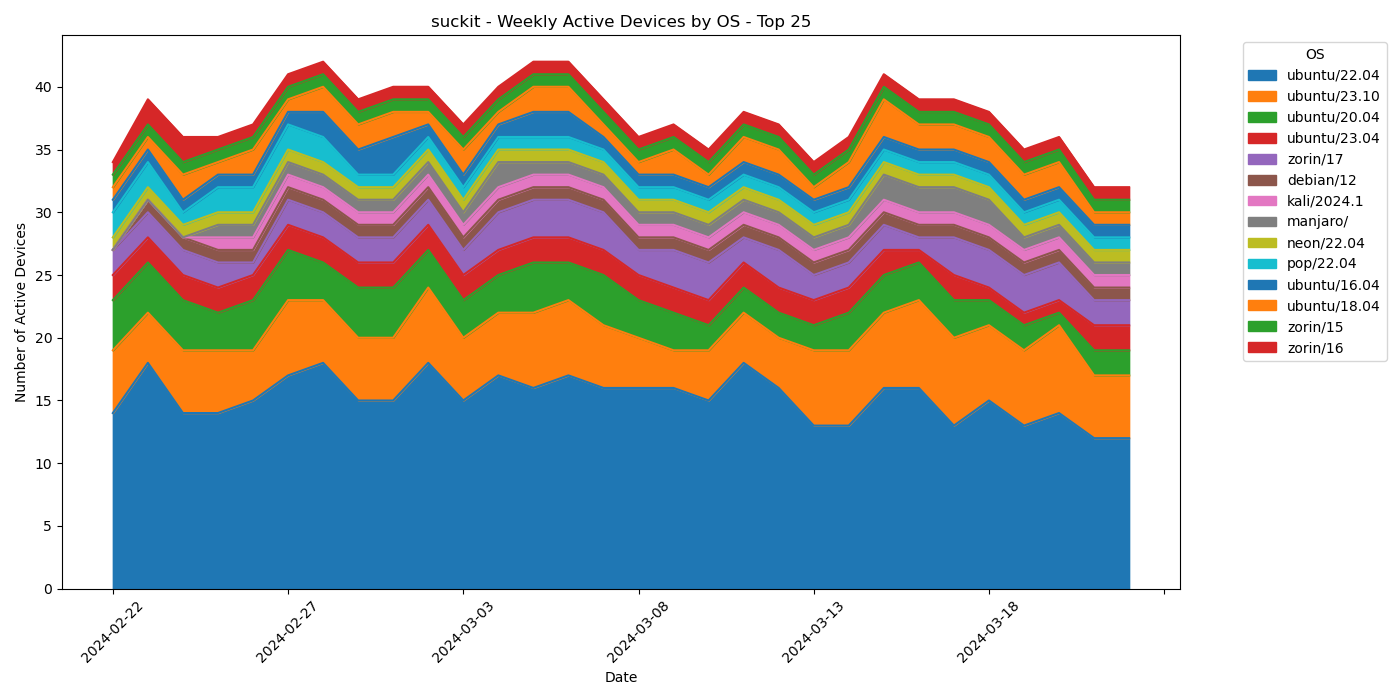 suckit - Weekly Active Devices by OS - Top 25
Number of Active Devices
40
35
30
25
20
15
10
5
0
2024-02-22
2024-02-27
2024-03-03
2024-03-08
2024-03-13
2024-03-18
Date
OS
ubuntu/22.04
ubuntu/23.10
ubuntu/20.04
ubuntu/23.04
zorin/17
debian/12
kali/2024.1
manjaro/
neon/22.04
pop/22.04
ubuntu/16.04
ubuntu/18.04
zorin/15
zorin/16